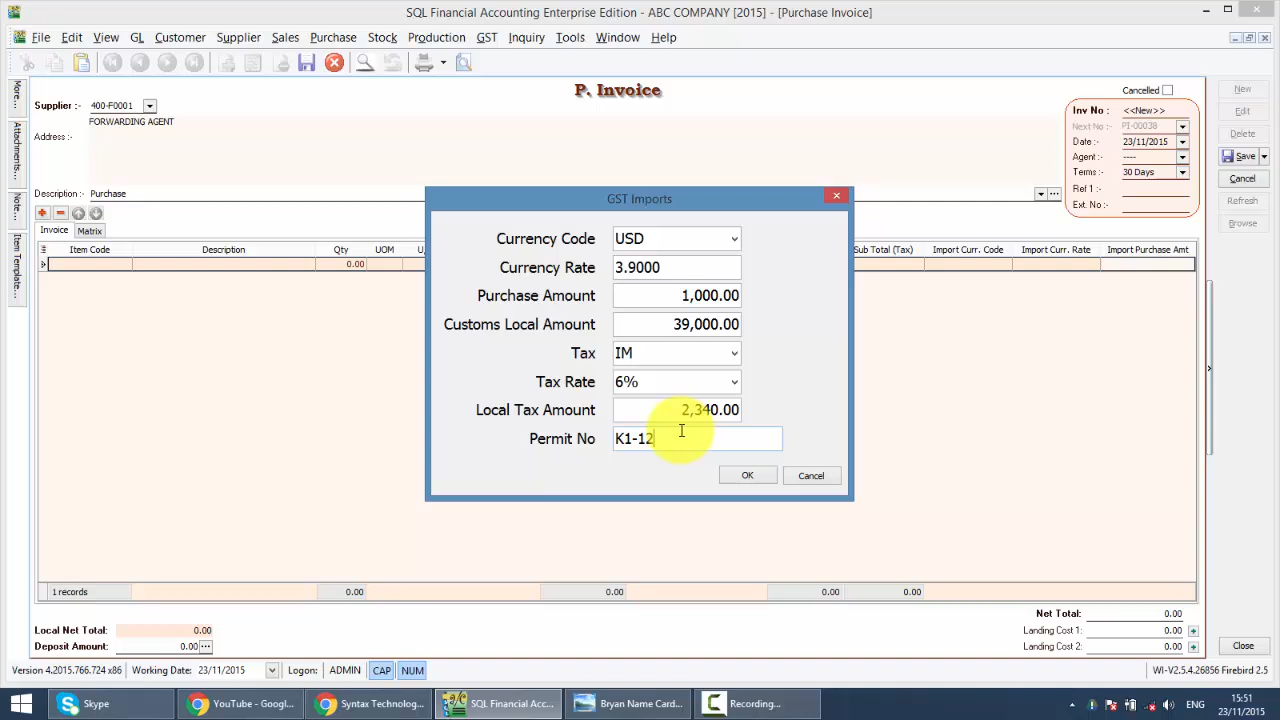 SQL Financial Accounting Enterprise Edition - ABC COMPANY [2015] - [Purchase Invoice]
File Edit View GL Customer Supplier Sales Purchase Stock Production GST Inquiry Tools Window Help
P. Invoice
Cancelled
More...
Attachments...
Note...
Item Template...
Supplier :- 400-F0001
FORWARDING AGENT
Address :-
Description :- Purchase
Inv No : <<New>>
Next No :- PI-00038
Date : 23/11/2015
Agent : ----
Terms : 30 Days
Ref 1 :
Ext. No :
New
Edit
Delete
Save
Cancel
Refresh
Browse
Invoice Matrix
Item Code Description Qty UOM Sub Total (Tax) Import Curr. Code Import Curr. Rate Import Purchase Amt
0.00
GST Imports
Currency Code USD
Currency Rate 3.9000
Purchase Amount 1,000.00
Customs Local Amount 39,000.00
Tax IM
Tax Rate 6%
Local Tax Amount 2,340.00
Permit No K1-12
OK Cancel
1 records 0.00 0.00 0.00 0.00
Local Net Total: 0.00
Deposit Amount: 0.00
Net Total: 0.00
Landing Cost 1: 0.00
Landing Cost 2: 0.00
Close
Version 4.2015.766.724 x86 Working Date: 23/11/2015 Logon: ADMIN CAP NUM WI-V2.5.4.26856 Firebird 2.5
Skype YouTube - Googl... Syntax Technolog... SQL Financial Acc... Bryan Name Card... Recording... ENG 15:51
23/11/2015